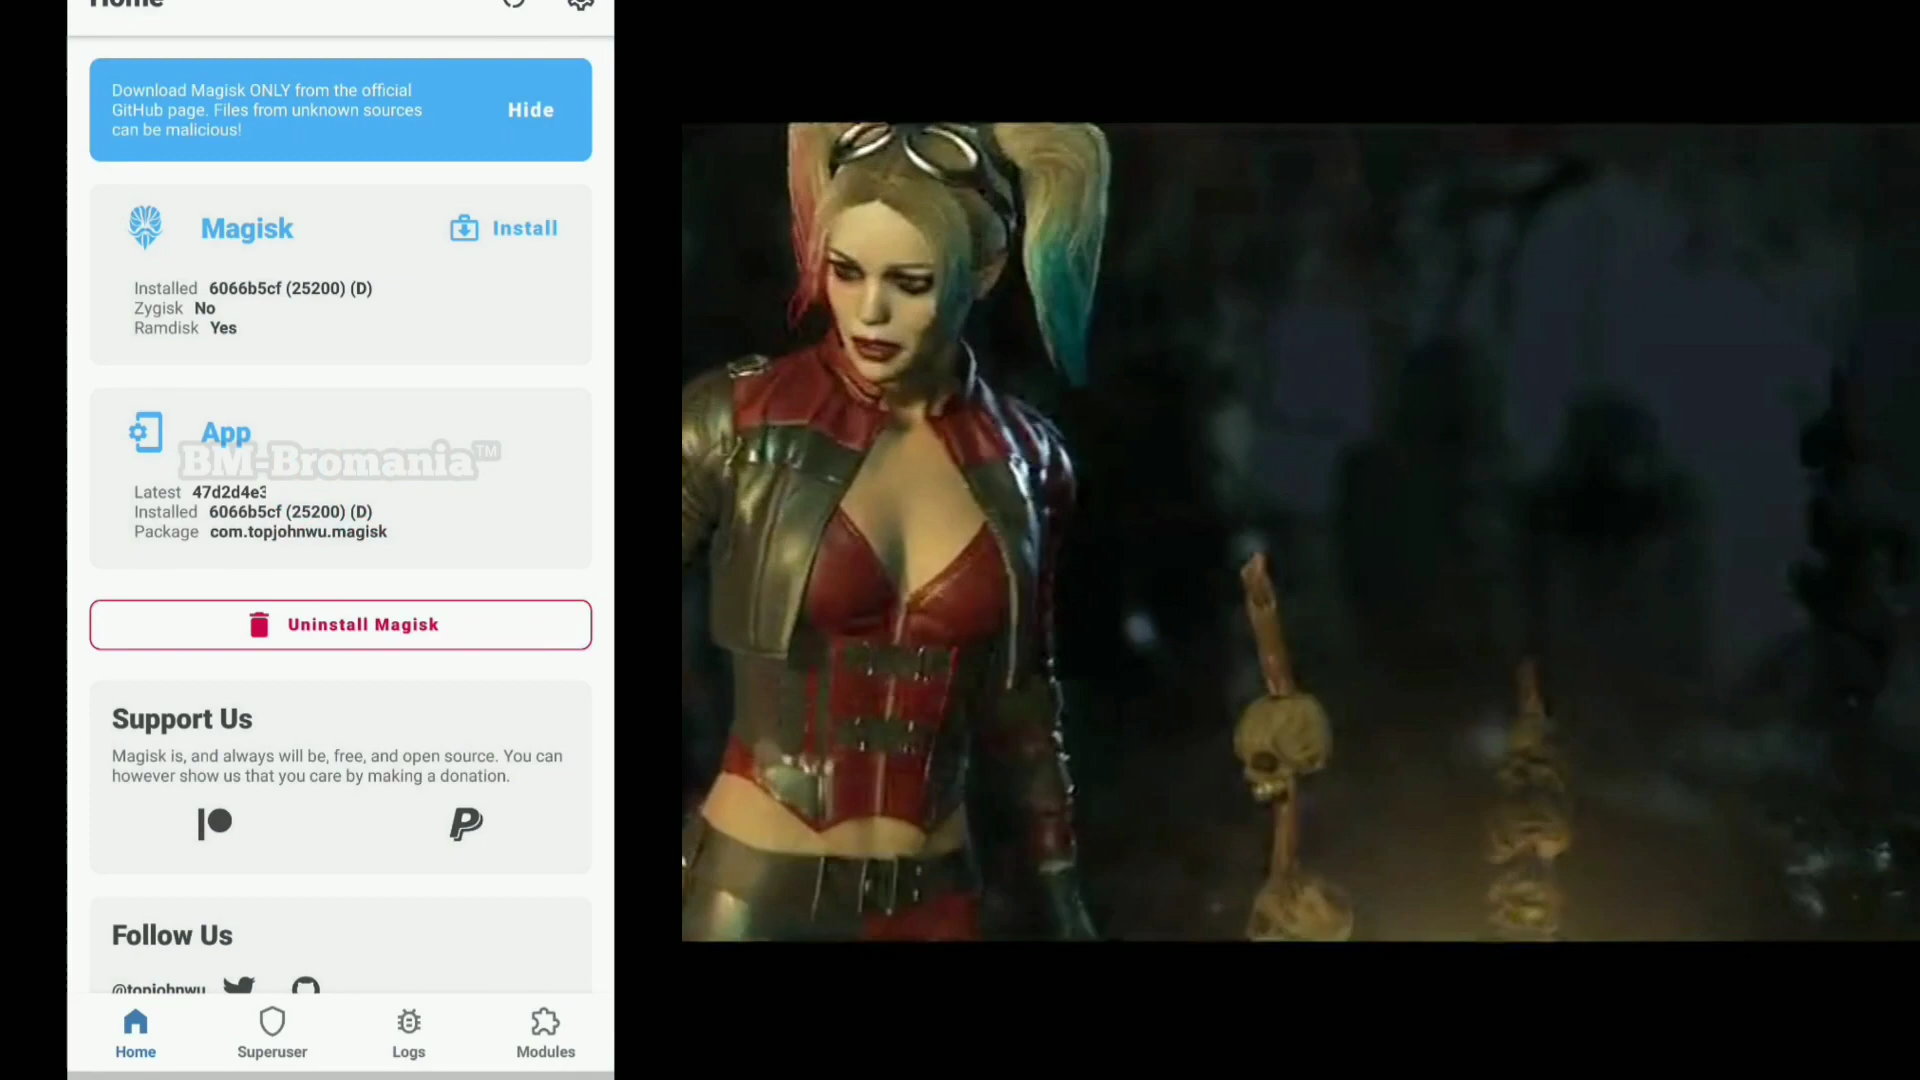 Home
Download Magisk ONLY from the official
GitHub page. Files from unknown sources
can be malicious!
Hide
Magisk
Install
Installed 6066b5cf (25200) (D)
Zygisk No
Ramdisk Yes
App
BM-Bromania™
Latest 47d2d4e3
Installed 6066b5cf (25200) (D)
Package com.topjohnwu.magisk
Uninstall Magisk
Support Us
Magisk is, and always will be, free, and open source. You can
however show us that you care by making a donation.
Follow Us
@topjohnwu
Home
Superuser
Logs
Modules